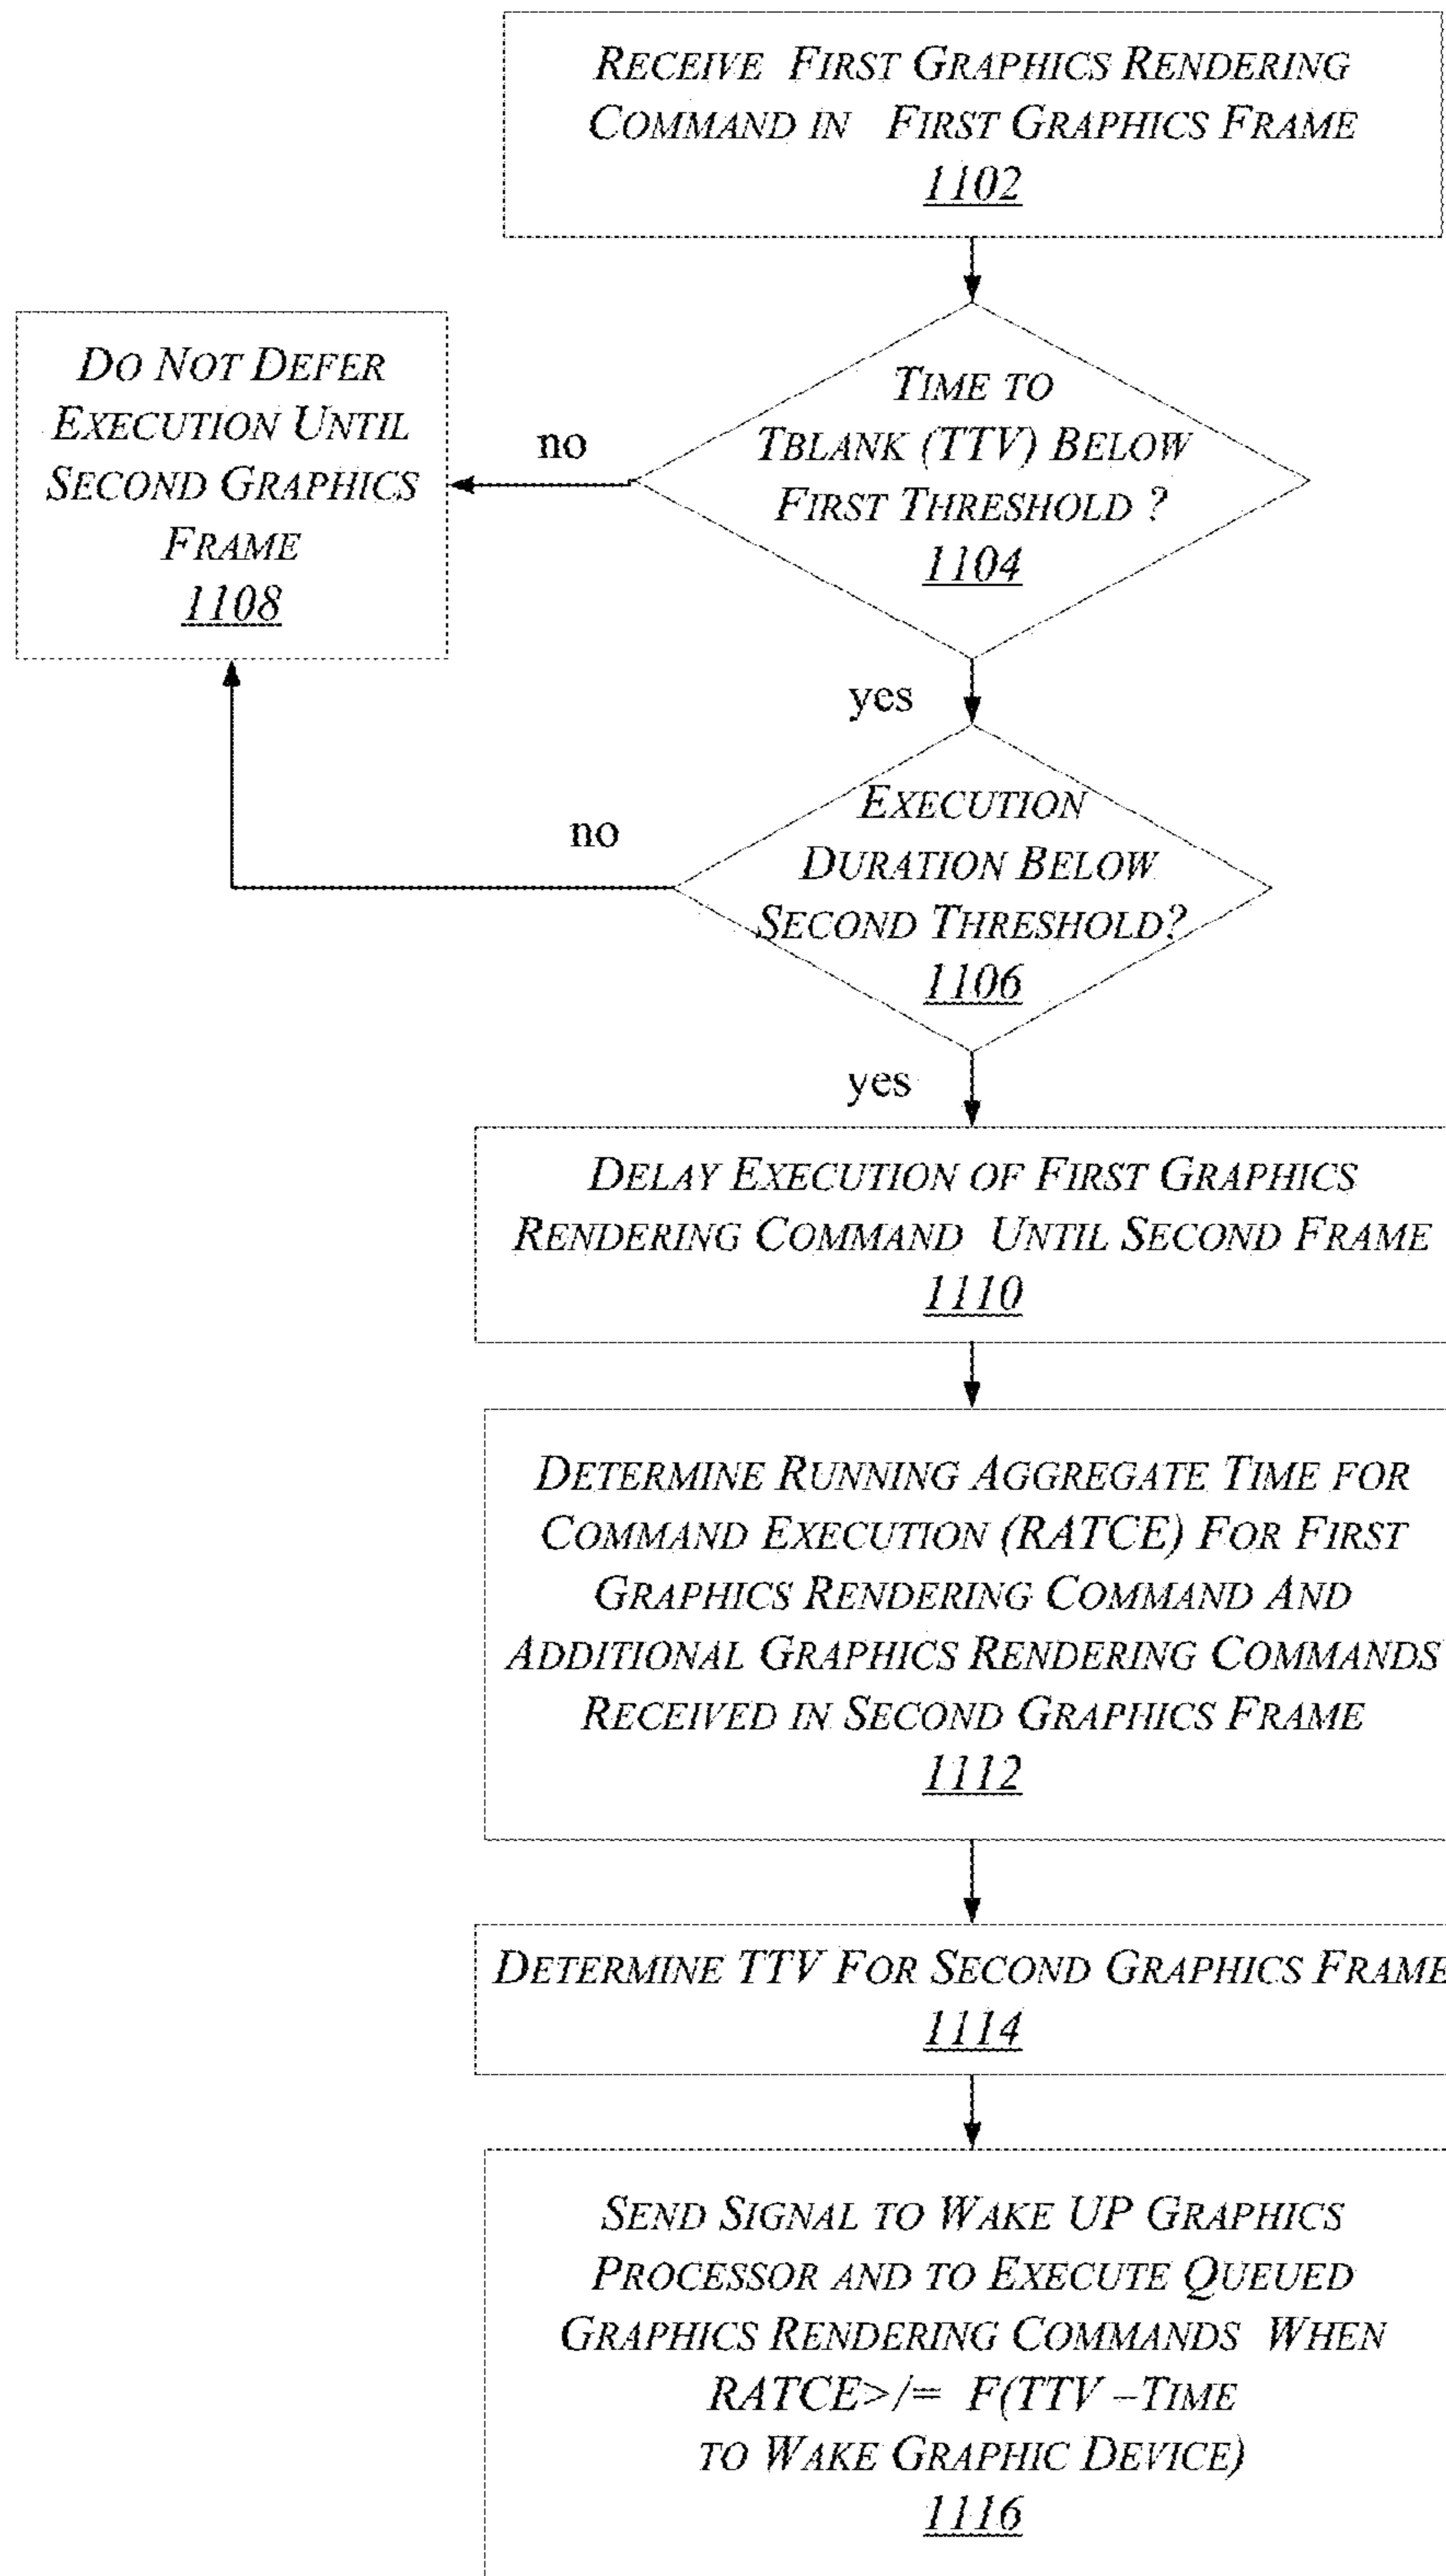 RECEIVE FIRST GRAPHICS RENDERING
COMMAND IN FIRST GRAPHICS FRAME
1102
DO NOT DEFER
EXECUTION UNTIL
SECOND GRAPHICS
FRAME
1108
no
TIME TO
TBLANK (TTV) BELOW
FIRST THRESHOLD ?
1104
yes
no
EXECUTION
DURATION BELOW
SECOND THRESHOLD?
1106
yes
DELAY EXECUTION OF FIRST GRAPHICS
RENDERING COMMAND UNTIL SECOND FRAME
1110
DETERMINE RUNNING AGGREGATE TIME FOR
COMMAND EXECUTION (RATCE) FOR FIRST
GRAPHICS RENDERING COMMAND AND
ADDITIONAL GRAPHICS RENDERING COMMANDS
RECEIVED IN SECOND GRAPHICS FRAME
1112
DETERMINE TTV FOR SECOND GRAPHICS FRAME
1114
SEND SIGNAL TO WAKE UP GRAPHICS
PROCESSOR AND TO EXECUTE QUEUED
GRAPHICS RENDERING COMMANDS WHEN
RATCE>/= F(TTV –TIME
TO WAKE GRAPHIC DEVICE)
1116